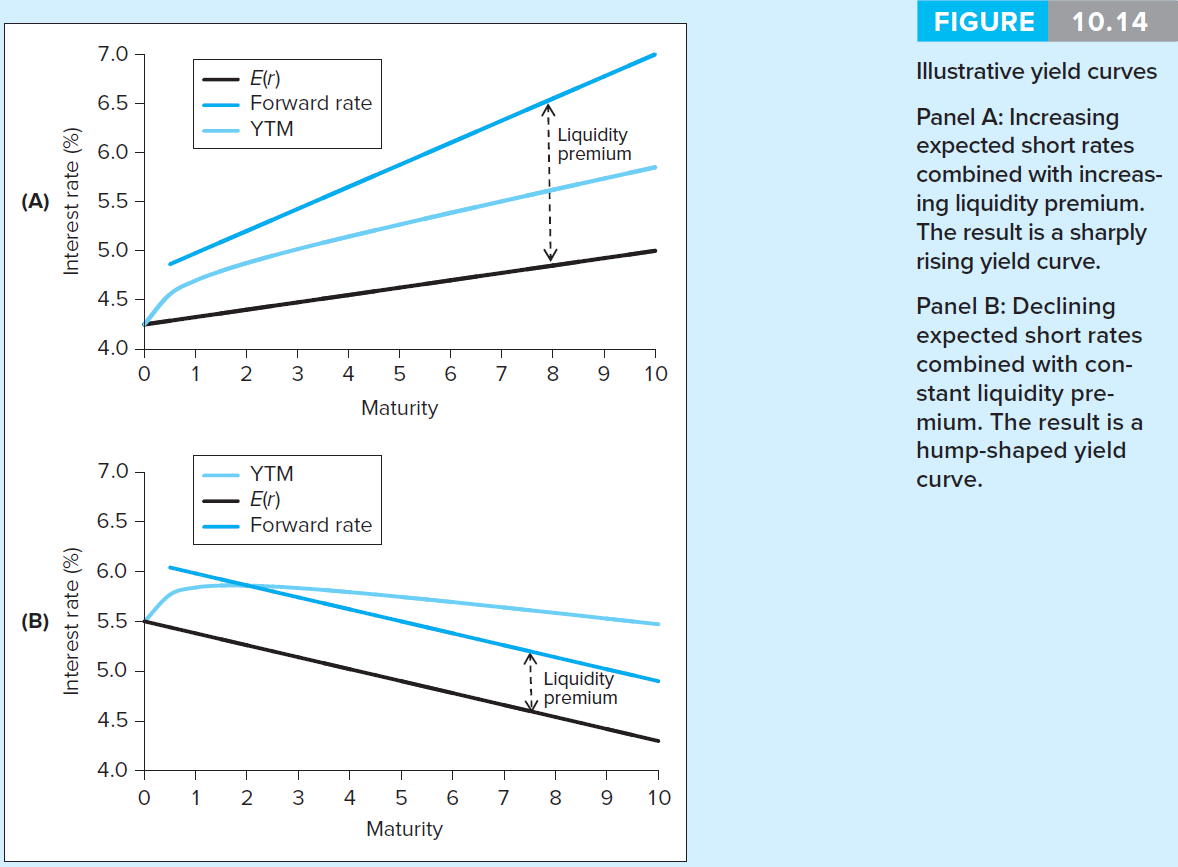 FIGURE 10.14
Illustrative yield curves
Panel A: Increasing
expected short rates
combined with increas-
ing liquidity premium.
The result is a sharply
rising yield curve.
Panel B: Declining
expected short rates
combined with con-
stant liquidity pre-
mium. The result is a
hump-shaped yield
curve.
(A)
Interest rate (%)
7.0
6.5
6.0
5.5
5.0
4.5
4.0
E(r)
Forward rate
YTM
Liquidity
premium
0 1 2 3 4 5 6 7 8 9 10
Maturity
(B)
Interest rate (%)
7.0
6.5
6.0
5.5
5.0
4.5
4.0
YTM
E(r)
Forward rate
Liquidity
premium
0 1 2 3 4 5 6 7 8 9 10
Maturity